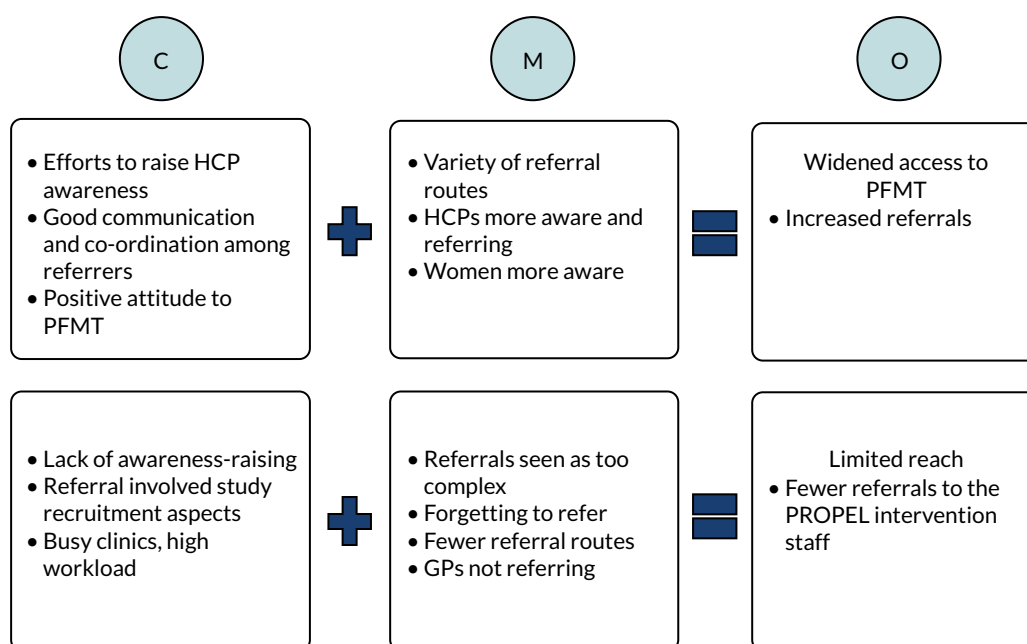 C
M
O
• Efforts to raise HCP
awareness
• Good communication
and co-ordination among
referrers
• Positive attitude to
PFMT
• Variety of referral
routes
• HCPs more aware and
referring
• Women more aware
Widened access to
PFMT
• Increased referrals
• Lack of awareness-raising
• Referral involved study
recruitment aspects
• Busy clinics, high
workload
• Referrals seen as too
complex
• Forgetting to refer
• Fewer referral routes
• GPs not referring
Limited reach
• Fewer referrals to the
PROPEL intervention
staff